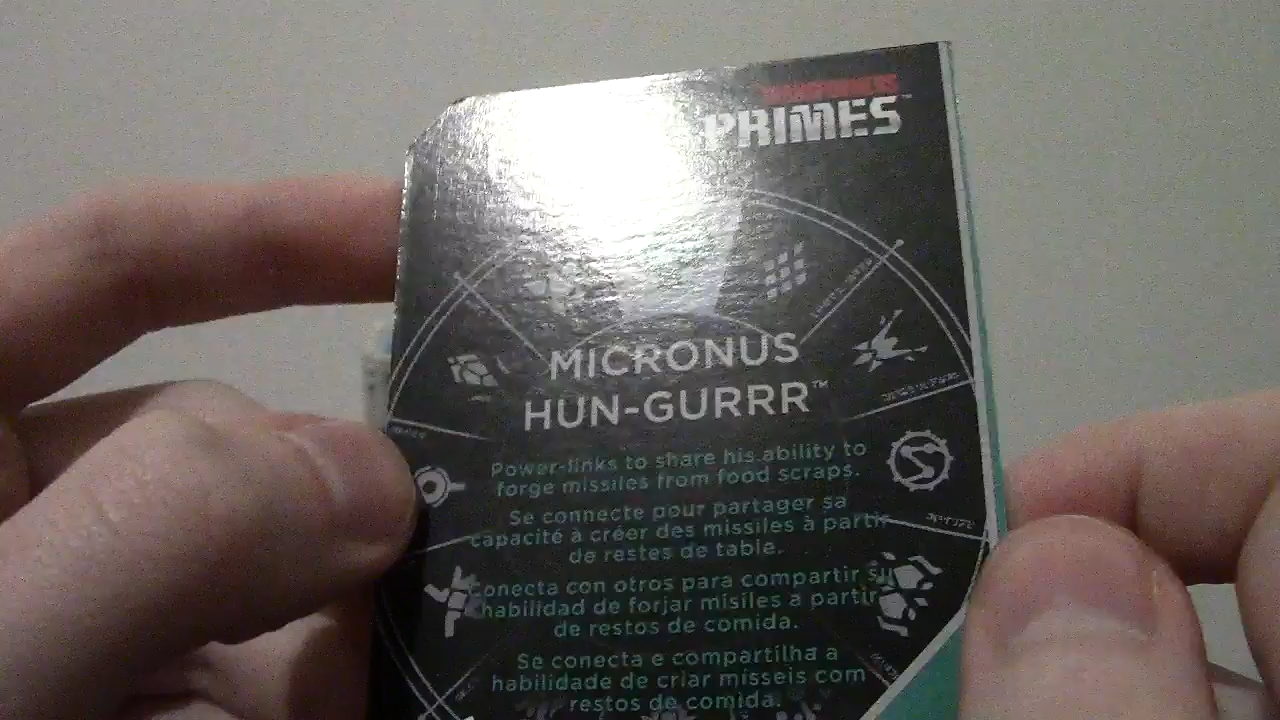 PRIMES™
MICRONUS
HUN-GURRR™
Power-links to share his ability to
forge missiles from food scraps.
Se connecte pour partager sa
capacité à créer des missiles à partir
de restes de table.
Conecta con otros para compartir su
habilidad de forjar misiles a partir
de restos de comida.
Se conecta e compartilha a
habilidade de criar mísseis com
restos de comida.